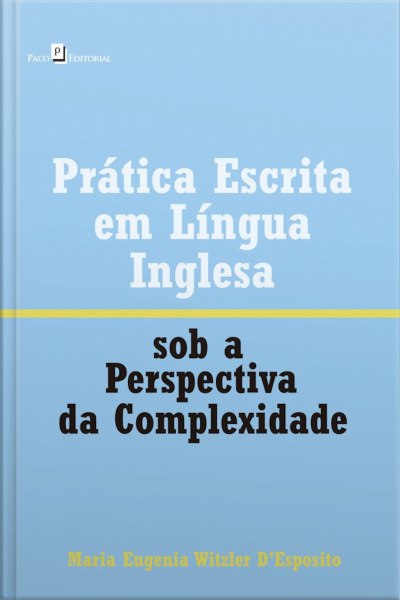 PACO P EDITORIAL
Prática Escrita
em Língua
Inglesa
sob a
Perspectiva
da Complexidade
Maria Eugenia Witzler D'Esposito